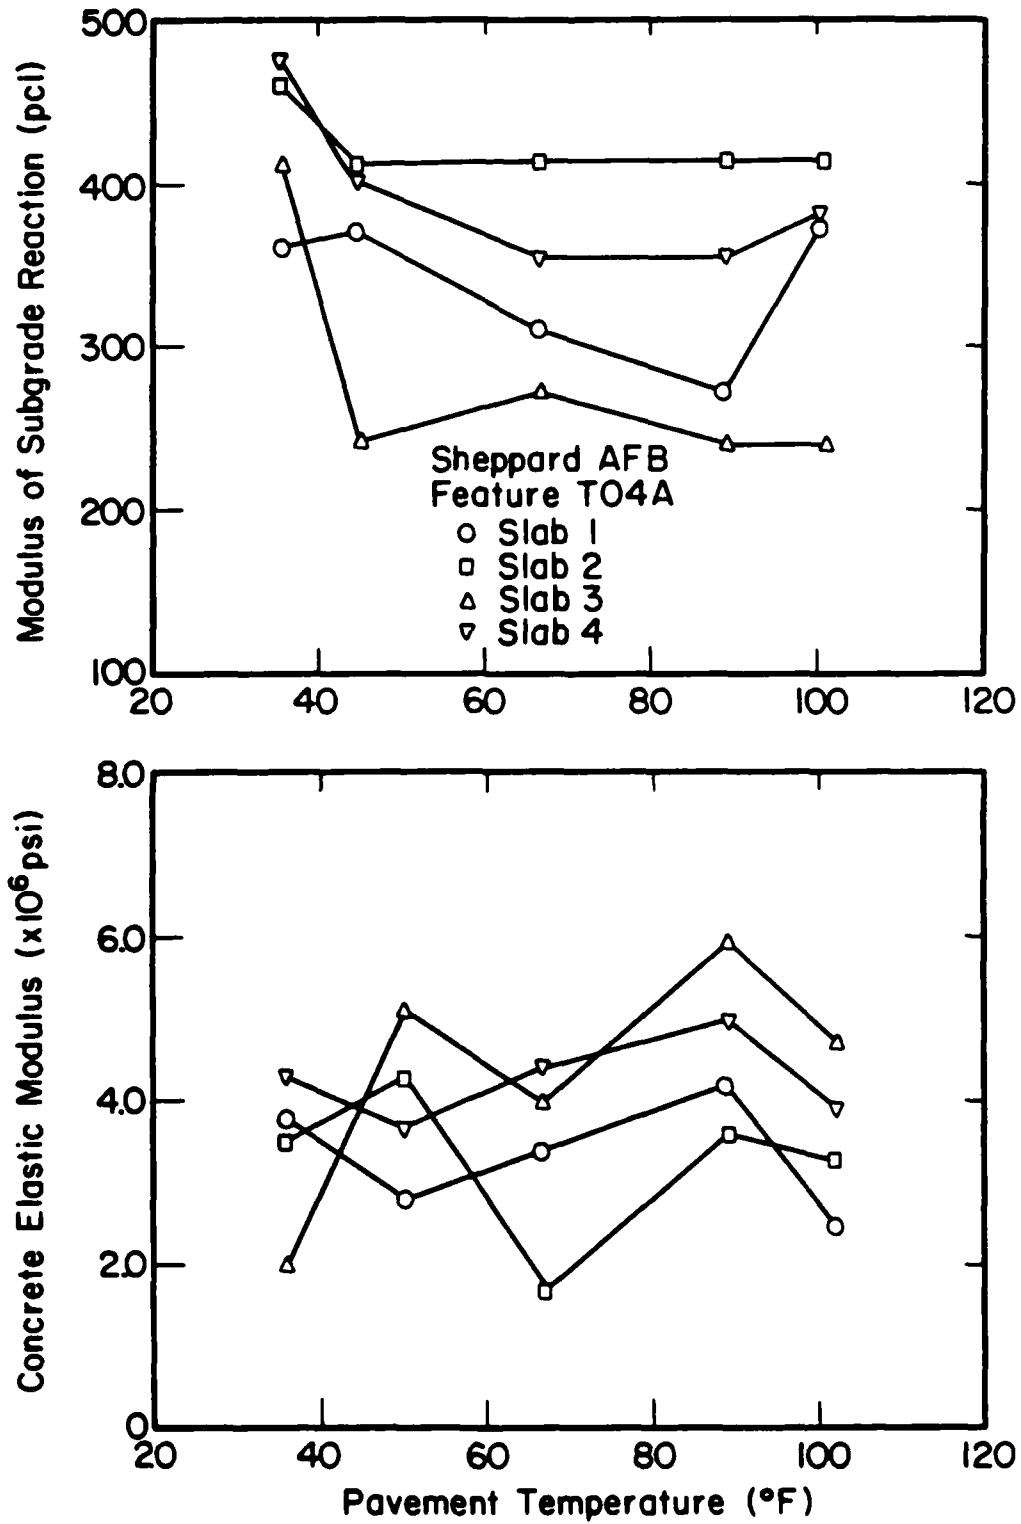 Modulus of Subgrade Reaction (pci)
500
400
300
200
100
20 40 60 80 100 120
Sheppard AFB
Feature T04A
Slab 1
Slab 2
Slab 3
Slab 4
Concrete Elastic Modulus (x10⁶psi)
8.0
6.0
4.0
2.0
0
20 40 60 80 100 120
Pavement Temperature (°F)